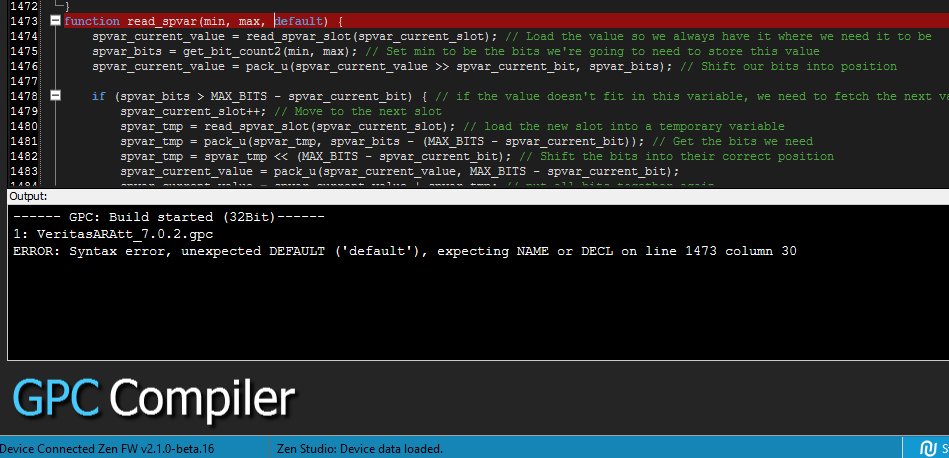 1472 }
1473 function read_spvar(min, max, default) {
1474 spvar_current_value = read_spvar_slot(spvar_current_slot); // Load the value so we always have it where we need it to be
1475 spvar_bits = get_bit_count2(min, max); // Set min to be the bits we're going to need to store this value
1476 spvar_current_value = pack_u(spvar_current_value >> spvar_current_bit, spvar_bits); // Shift our bits into position
1477
1478 if (spvar_bits > MAX_BITS - spvar_current_bit) { // if the value doesn't fit in this variable, we need to fetch the next va
1479 spvar_current_slot++; // Move to the next slot
1480 spvar_tmp = read_spvar_slot(spvar_current_slot); // load the new slot into a temporary variable
1481 spvar_tmp = pack_u(spvar_tmp, spvar_bits - (MAX_BITS - spvar_current_bit)); // Get the bits we need
1482 spvar_tmp = spvar_tmp << (MAX_BITS - spvar_current_bit); // Shift the bits into their correct position
1483 spvar_current_value = pack_u(spvar_current_value, MAX_BITS - spvar_current_bit);
1484 spvar_current_value = spvar_current_value | spvar_tmp; // put all bits together again
Output:
------ GPC: Build started (32Bit)------
1: VeritasARAtt_7.0.2.gpc
ERROR: Syntax error, unexpected DEFAULT ('default'), expecting NAME or DECL on line 1473 column 30
GPC Compiler
Device Connected Zen FW v2.1.0-beta.16 Zen Studio: Device data loaded.